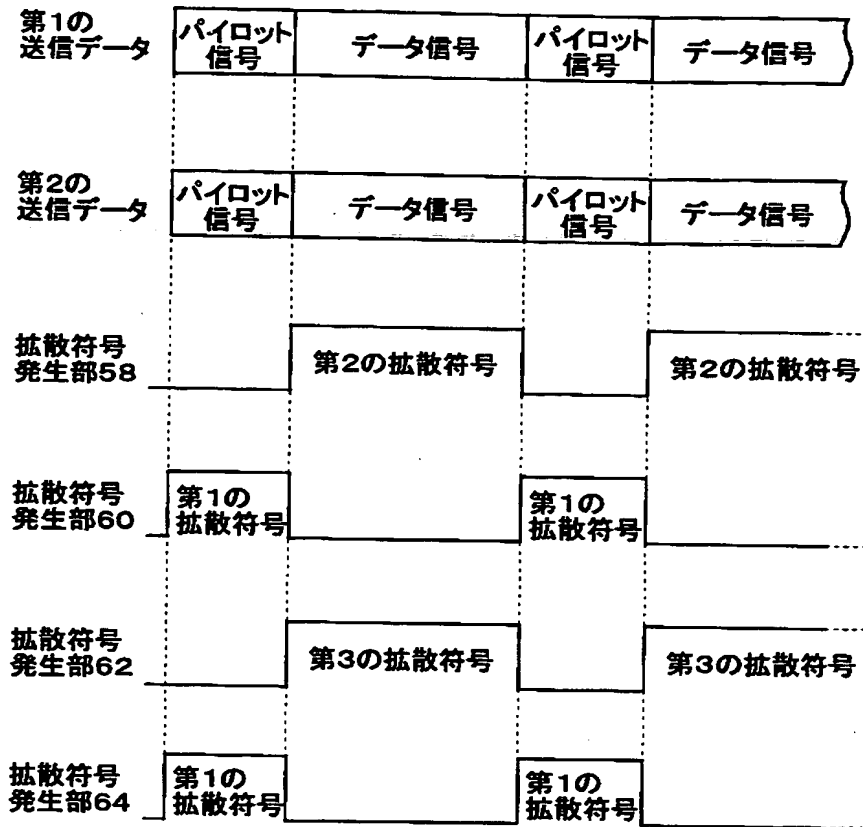 第1の
送信データ
パイロット
信号
データ信号
パイロット
信号
データ信号
第2の
送信データ
パイロット
信号
データ信号
パイロット
信号
データ信号
拡散符号
発生部58
第2の拡散符号
第2の拡散符号
拡散符号
発生部60
第1の
拡散符号
第1の
拡散符号
拡散符号
発生部62
第3の拡散符号
第3の拡散符号
拡散符号
発生部64
第1の
拡散符号
第1の
拡散符号